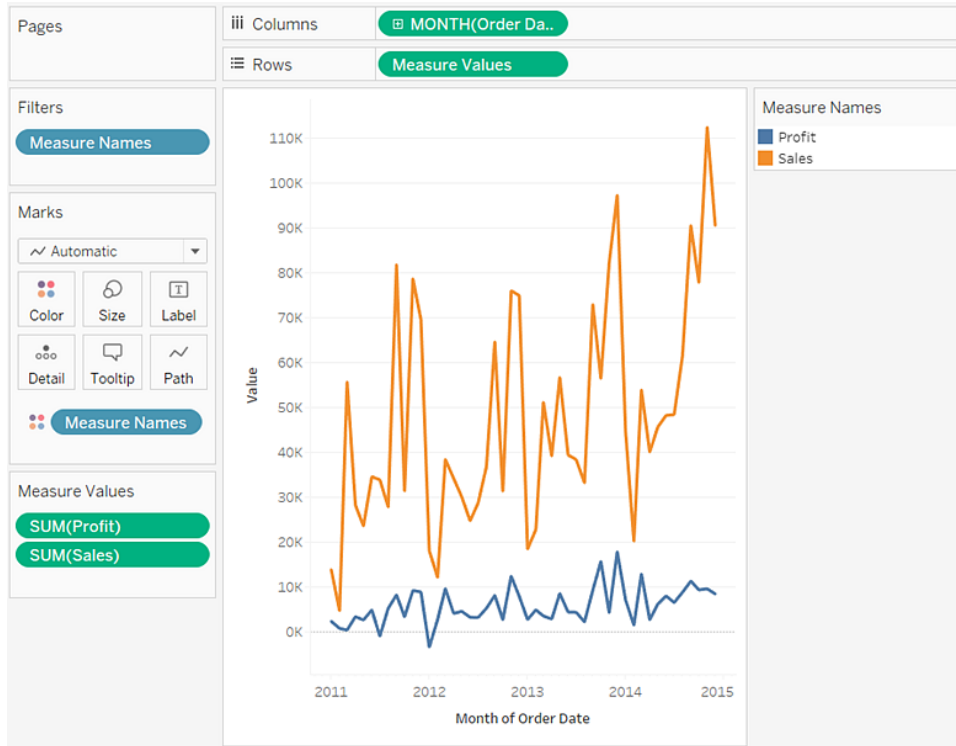 Pages
Columns
MONTH(Order Da..
Rows
Measure Values
Filters
Measure Names
Marks
Automatic
Color
Size
T
Label
Detail
Tooltip
Path
Measure Names
Measure Values
SUM(Profit)
SUM(Sales)
110K
100K
90K
80K
70K
60K
50K
40K
30K
20K
10K
0K
Value
2011
2012
2013
2014
2015
Month of Order Date
Measure Names
Profit
Sales